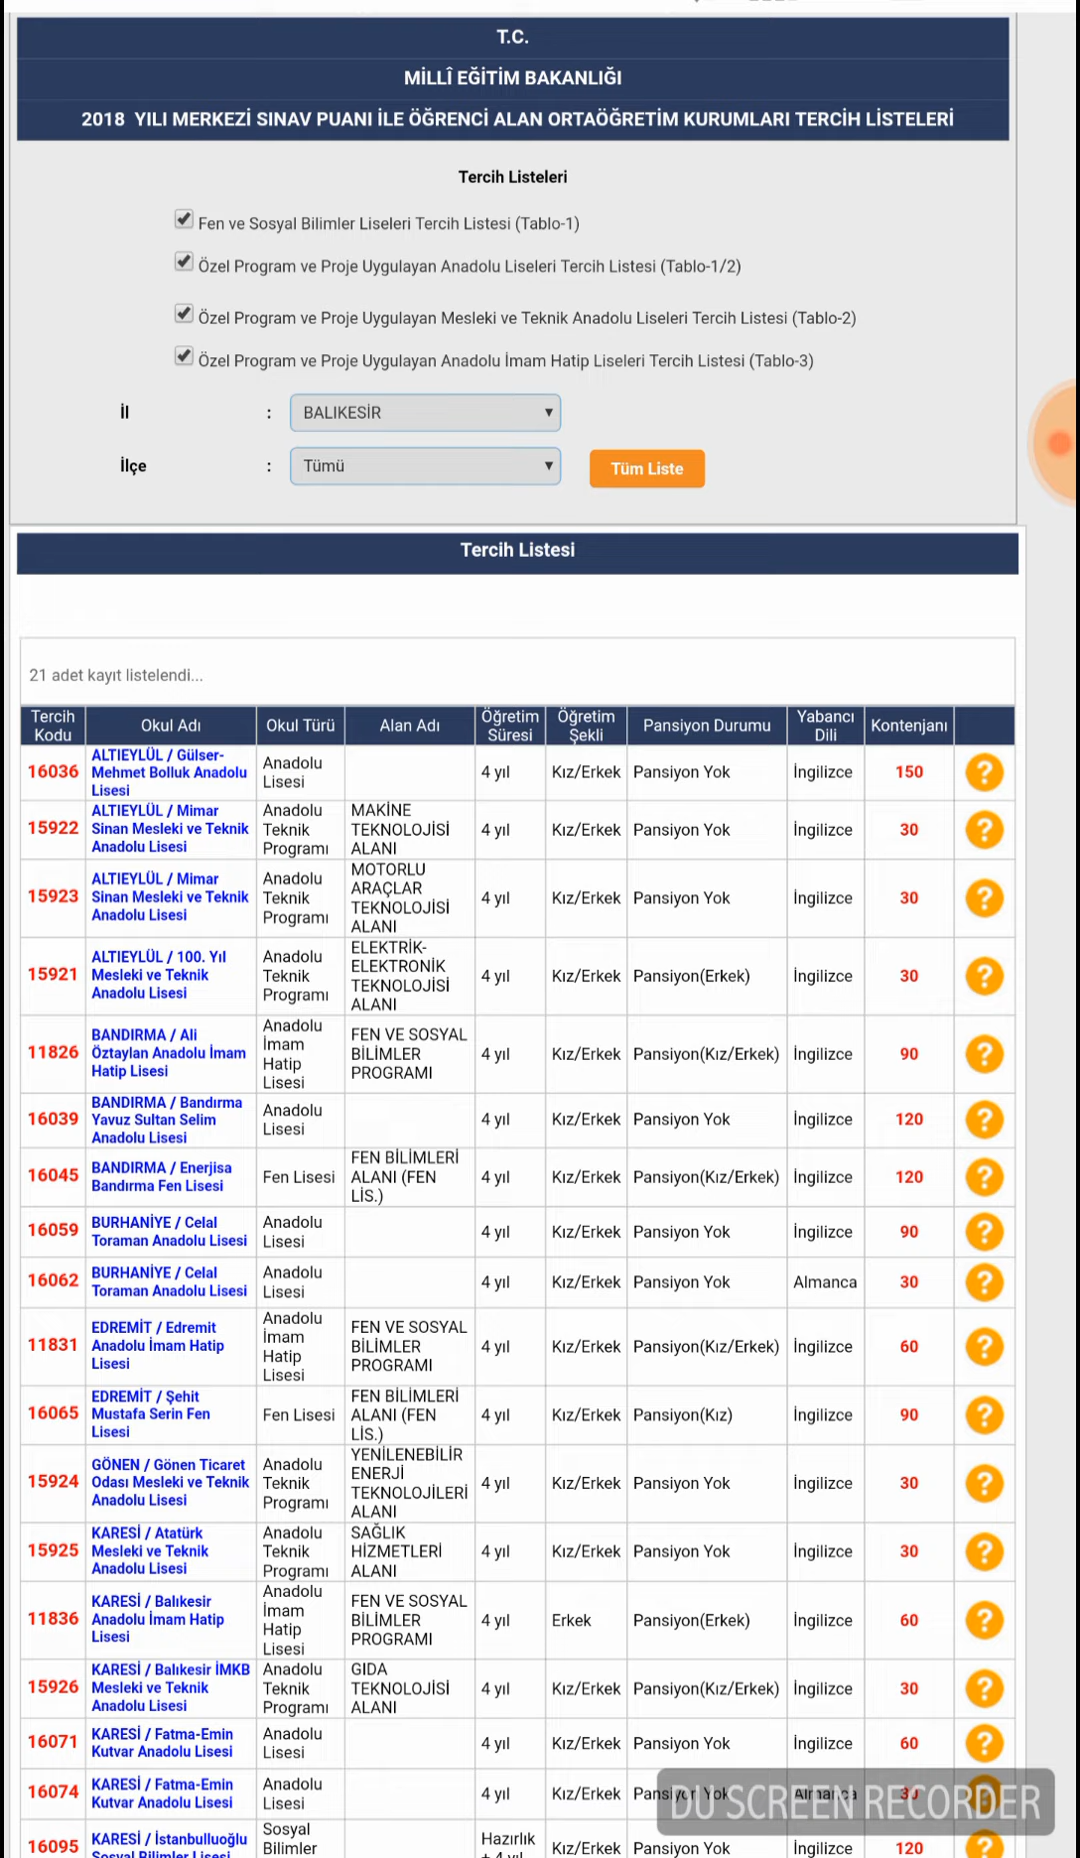 T.C.
MİLLÎ EĞİTİM BAKANLIĞI
2018 YILI MERKEZİ SINAV PUANI İLE ÖĞRENCİ ALAN ORTAÖĞRETİM KURUMLARI TERCİH LİSTELERİ
Tercih Listeleri
Fen ve Sosyal Bilimler Liseleri Tercih Listesi (Tablo-1)
Özel Program ve Proje Uygulayan Anadolu Liseleri Tercih Listesi (Tablo-1/2)
Özel Program ve Proje Uygulayan Mesleki ve Teknik Anadolu Liseleri Tercih Listesi (Tablo-2)
Özel Program ve Proje Uygulayan Anadolu İmam Hatip Liseleri Tercih Listesi (Tablo-3)
İl : BALIKESİR
İlçe : Tümü Tüm Liste
Tercih Listesi
21 adet kayıt listelendi...
Tercih Kodu Okul Adı Okul Türü Alan Adı Öğretim Süresi Öğretim Şekli Pansiyon Durumu Yabancı Dili Kontenjanı
16036 ALTIEYLÜL / Gülser-Mehmet Bolluk Anadolu Lisesi Anadolu Lisesi 4 yıl Kız/Erkek Pansiyon Yok İngilizce 150 ?
15922 ALTIEYLÜL / Mimar Sinan Mesleki ve Teknik Anadolu Lisesi Anadolu Teknik Programı MAKİNE TEKNOLOJİSİ ALANI 4 yıl Kız/Erkek Pansiyon Yok İngilizce 30 ?
15923 ALTIEYLÜL / Mimar Sinan Mesleki ve Teknik Anadolu Lisesi Anadolu Teknik Programı MOTORLU ARAÇLAR TEKNOLOJİSİ ALANI 4 yıl Kız/Erkek Pansiyon Yok İngilizce 30 ?
15921 ALTIEYLÜL / 100. Yıl Mesleki ve Teknik Anadolu Lisesi Anadolu Teknik Programı ELEKTRİK-ELEKTRONİK TEKNOLOJİSİ ALANI 4 yıl Kız/Erkek Pansiyon(Erkek) İngilizce 30 ?
11826 BANDIRMA / Ali Öztaylan Anadolu İmam Hatip Lisesi Anadolu İmam Hatip Lisesi FEN VE SOSYAL BİLİMLER PROGRAMI 4 yıl Kız/Erkek Pansiyon(Kız/Erkek) İngilizce 90 ?
16039 BANDIRMA / Bandırma Yavuz Sultan Selim Anadolu Lisesi Anadolu Lisesi 4 yıl Kız/Erkek Pansiyon Yok İngilizce 120 ?
16045 BANDIRMA / Enerjisa Bandırma Fen Lisesi Fen Lisesi FEN BİLİMLERİ ALANI (FEN LİS.) 4 yıl Kız/Erkek Pansiyon(Kız/Erkek) İngilizce 120 ?
16059 BURHANİYE / Celal Toraman Anadolu Lisesi Anadolu Lisesi 4 yıl Kız/Erkek Pansiyon Yok İngilizce 90 ?
16062 BURHANİYE / Celal Toraman Anadolu Lisesi Anadolu Lisesi 4 yıl Kız/Erkek Pansiyon Yok Almanca 30 ?
11831 EDREMİT / Edremit Anadolu İmam Hatip Lisesi Anadolu İmam Hatip Lisesi FEN VE SOSYAL BİLİMLER PROGRAMI 4 yıl Kız/Erkek Pansiyon(Kız/Erkek) İngilizce 60 ?
16065 EDREMİT / Şehit Mustafa Serin Fen Lisesi Fen Lisesi FEN BİLİMLERİ ALANI (FEN LİS.) 4 yıl Kız/Erkek Pansiyon(Kız) İngilizce 90 ?
15924 GÖNEN / Gönen Ticaret Odası Mesleki ve Teknik Anadolu Lisesi Anadolu Teknik Programı YENİLENEBİLİR ENERJİ TEKNOLOJİLERİ ALANI 4 yıl Kız/Erkek Pansiyon Yok İngilizce 30 ?
15925 KARESİ / Atatürk Mesleki ve Teknik Anadolu Lisesi Anadolu Teknik Programı SAĞLIK HİZMETLERİ ALANI 4 yıl Kız/Erkek Pansiyon Yok İngilizce 30 ?
11836 KARESİ / Balıkesir Anadolu İmam Hatip Lisesi Anadolu İmam Hatip Lisesi FEN VE SOSYAL BİLİMLER PROGRAMI 4 yıl Erkek Pansiyon(Erkek) İngilizce 60 ?
15926 KARESİ / Balıkesir İMKB Mesleki ve Teknik Anadolu Lisesi Anadolu Teknik Programı GIDA TEKNOLOJİSİ ALANI 4 yıl Kız/Erkek Pansiyon(Kız/Erkek) İngilizce 30 ?
16071 KARESİ / Fatma-Emin Kutvar Anadolu Lisesi Anadolu Lisesi 4 yıl Kız/Erkek Pansiyon Yok İngilizce 60 ?
16074 KARESİ / Fatma-Emin Kutvar Anadolu Lisesi Anadolu Lisesi 4 yıl Kız/Erkek Pansiyon Yok Almanca 30
DU SCREEN RECORDER
16095 KARESİ / İstanbulluoğlu Sosyal Bilimler Lisesi Sosyal Bilimler Hazırlık + 4 yıl Kız/Erkek Pansiyon Yok İngilizce 120 ?